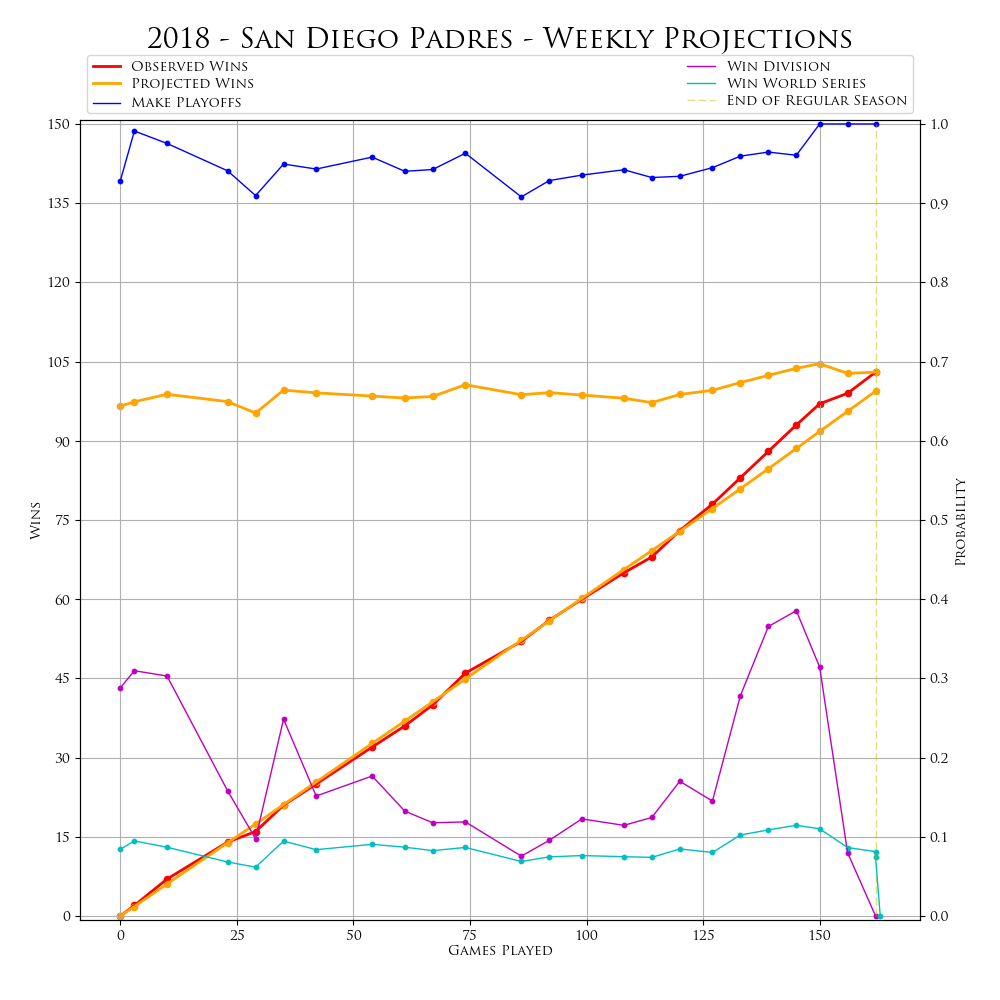 2018 - San Diego Padres - Weekly Projections
Observed Wins
Projected Wins
Make Playoffs
Win Division
Win World Series
End of Regular Season
150
135
120
105
90
75
60
45
30
15
0
1.0
0.9
0.8
0.7
0.6
0.5
0.4
0.3
0.2
0.1
0.0
Wins
Probability
0 25 50 75 100 125 150
Games Played